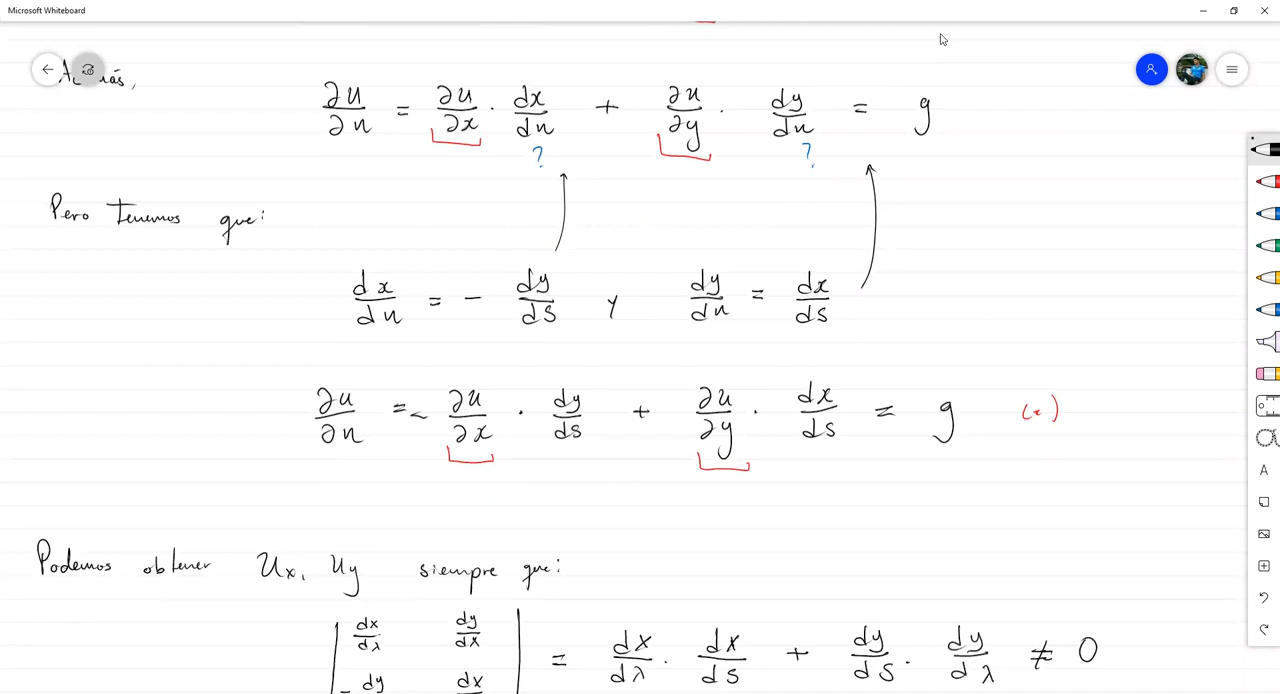 Microsoft Whiteboard
∂u/∂n = ∂u/∂x · dx/dn + ∂u/∂y · dy/dn = g
? ?
Pero tenemos que:
dx/dn = - dy/ds y dy/dn = dx/ds
∂u/∂n = - ∂u/∂x · dy/ds + ∂u/∂y · dx/ds = g (*)
Podemos obtener Ux, Uy siempre que:
| dx/dλ dy/dλ | = dx/dλ · dx/ds + dy/ds · dy/dλ ≠ 0
- dy dx
A